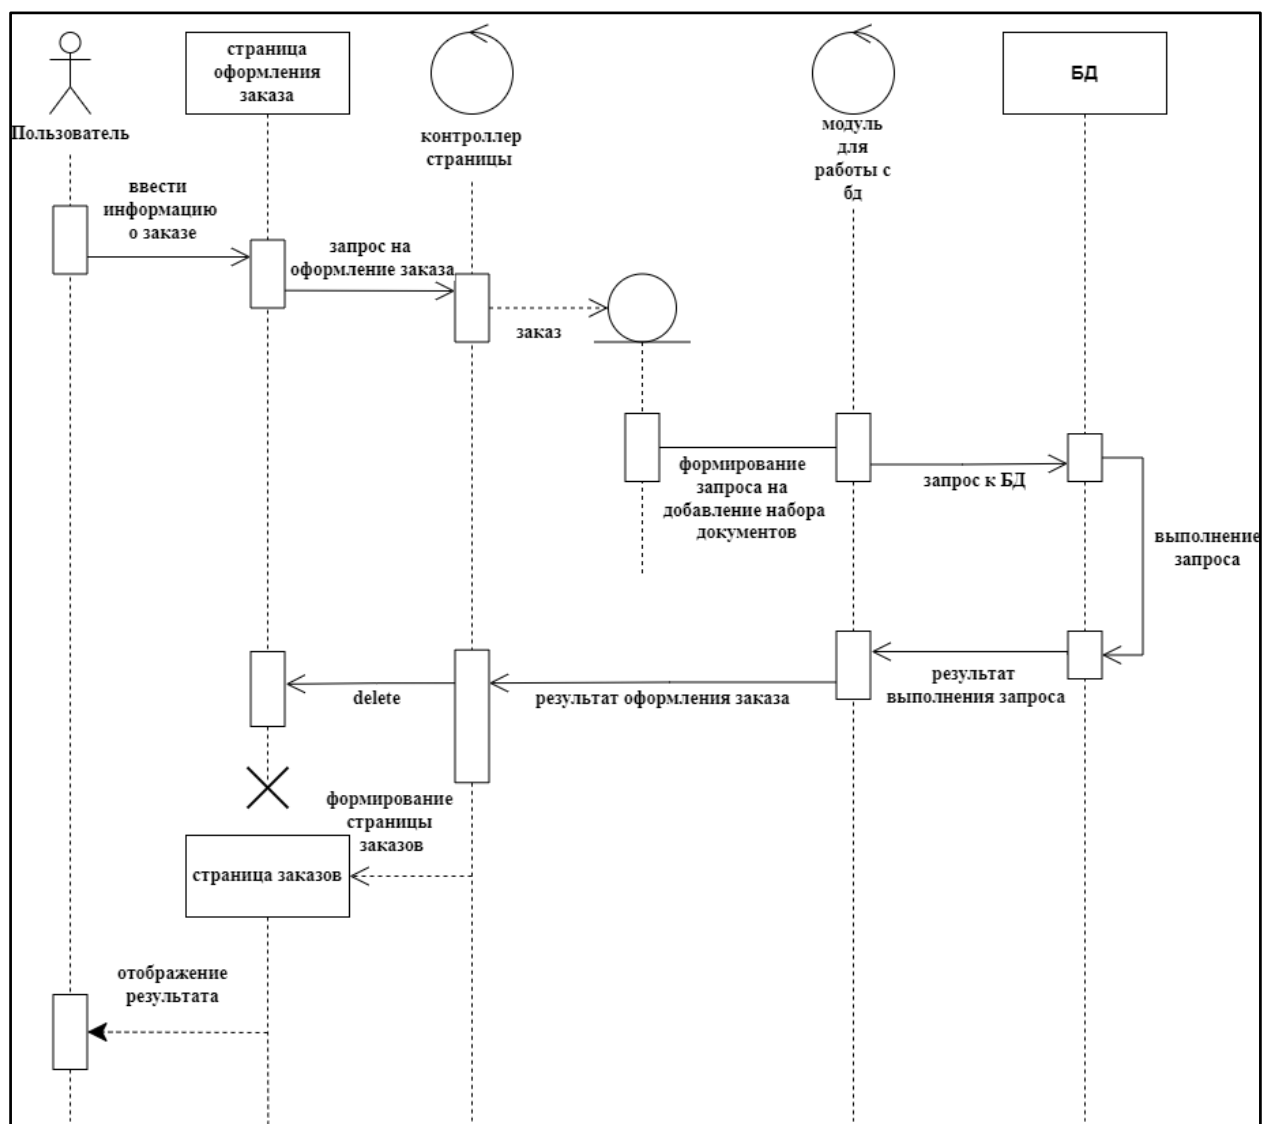 страница
оформления
заказа
БД
Пользователь
контроллер
страницы
модуль
для
работы с
бд
ввести
информацию
о заказе
запрос на
оформление заказа
заказ
формирование
запроса на
добавление набора
документов
запрос к БД
выполнение
запроса
delete
результат оформления заказа
результат
выполнения запроса
формирование
страницы
заказов
страница заказов
отображение
результата